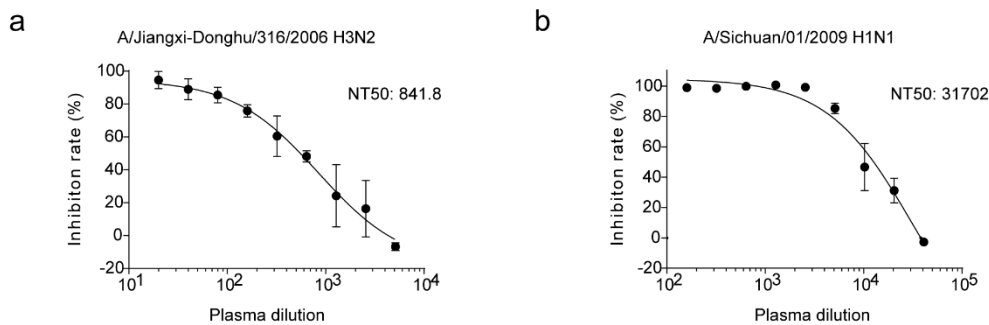 a
A/Jiangxi-Donghu/316/2006 H3N2
NT50: 841.8
Inhibiton rate (%)
100
80
60
40
20
0
-20
10¹ 10² 10³ 10⁴
Plasma dilution
b
A/Sichuan/01/2009 H1N1
NT50: 31702
Inhibiton rate (%)
100
80
60
40
20
0
-20
10² 10³ 10⁴ 10⁵
Plasma dilution